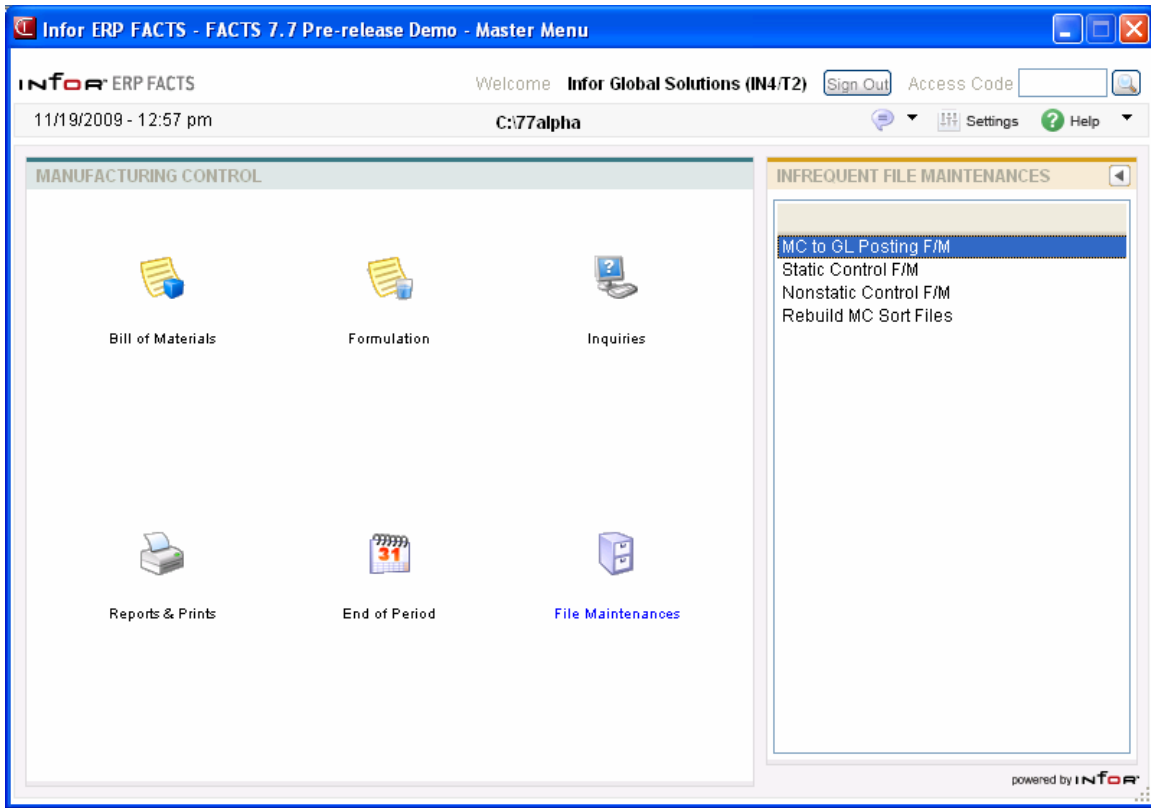 Infor ERP FACTS - FACTS 7.7 Pre-release Demo - Master Menu
infor ERP FACTS
Welcome Infor Global Solutions (IN4/T2) Sign Out Access Code
11/19/2009 - 12:57 pm C:\77alpha Settings ? Help
MANUFACTURING CONTROL
Bill of Materials
Formulation
?
Inquiries
Reports & Prints
31
End of Period
File Maintenances
INFREQUENT FILE MAINTENANCES
MC to GL Posting F/M
Static Control F/M
Nonstatic Control F/M
Rebuild MC Sort Files
powered by infor